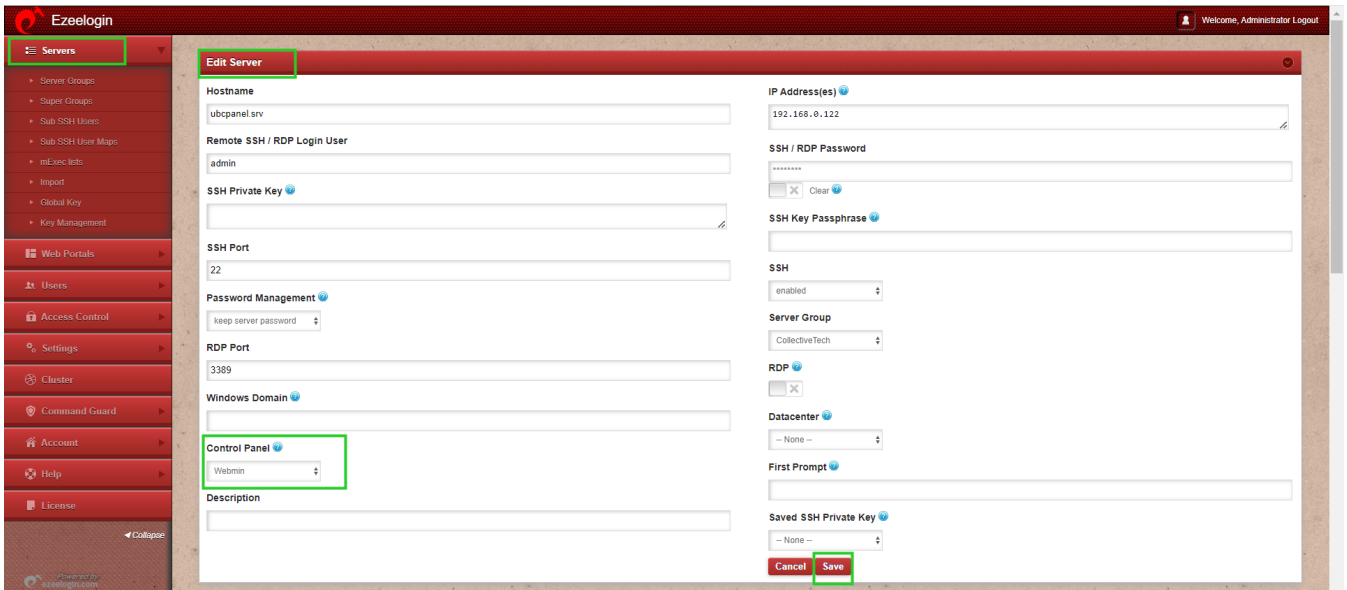 Ezeelogin
Welcome, Administrator Logout
Servers
Server Groups
Super Groups
Sub SSH Users
Sub SSH User Maps
mExec lists
Import
Global Key
Key Management
Web Portals
Users
Access Control
Settings
Cluster
Command Guard
Account
Help
License
Collapse
Powered by
ezeelogin.com
Edit Server
Hostname
ubcpanel.srv
Remote SSH / RDP Login User
admin
SSH Private Key
SSH Port
22
Password Management
keep server password
RDP Port
3389
Windows Domain
Control Panel
Webmin
Description
IP Address(es)
192.168.0.122
SSH / RDP Password
********
Clear
SSH Key Passphrase
SSH
enabled
Server Group
CollectiveTech
RDP
Datacenter
-- None --
First Prompt
Saved SSH Private Key
-- None --
Cancel Save